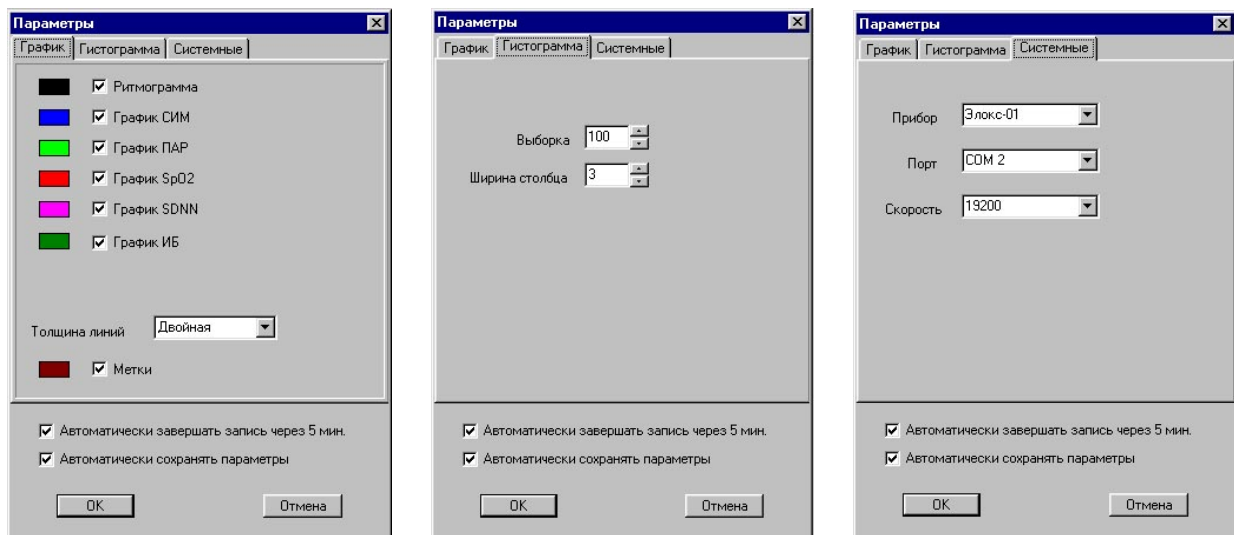 Параметры
График Гистограмма Системные
Ритмограмма
График СИМ
График ПАР
График SpO2
График SDNN
График ИБ
Толщина линий Двойная
Метки
Автоматически завершать запись через 5 мин.
Автоматически сохранять параметры
OK Отмена
Параметры
График Гистограмма Системные
Выборка 100
Ширина столбца 3
Автоматически завершать запись через 5 мин.
Автоматически сохранять параметры
OK Отмена
Параметры
График Гистограмма Системные
Прибор Элокс-01
Порт COM 2
Скорость 19200
Автоматически завершать запись через 5 мин.
Автоматически сохранять параметры
OK Отмена